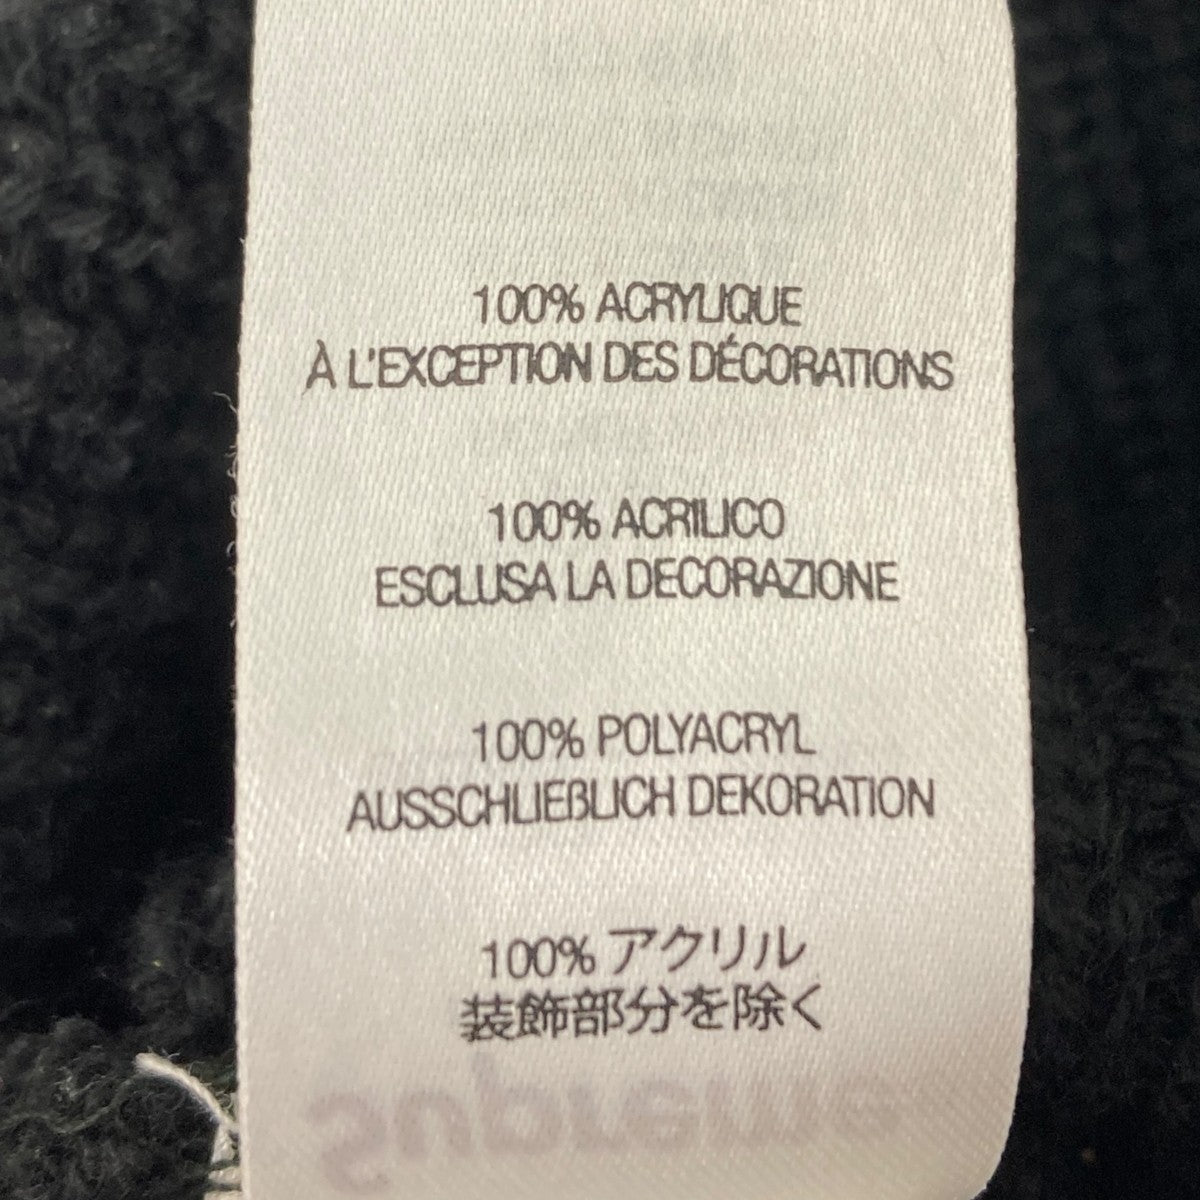 100% ACRYLIQUE
À L'EXCEPTION DES DÉCORATIONS
100% ACRILICO
ESCLUSA LA DECORAZIONE
100% POLYACRYL
AUSSCHLIEßLICH DEKORATION
100% アクリル
装飾部分を除く
Supreme